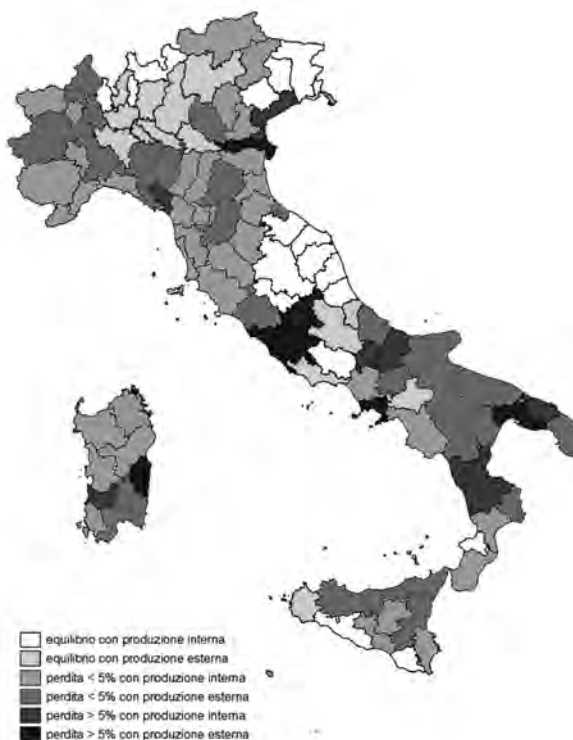 equilibrio con produzione interna
equilibrio con produzione esterna
perdita < 5% con produzione interna
perdita < 5% con produzione esterna
perdita > 5% con produzione interna
perdita > 5% con produzione esterna